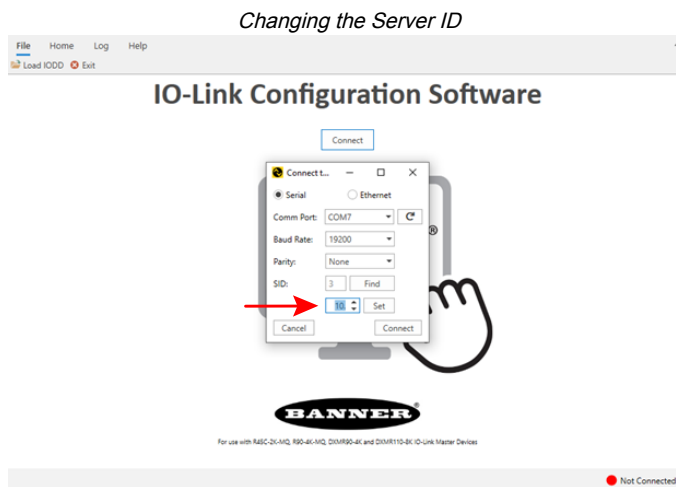 Changing the Server ID
File Home Log Help
Load IODD Exit
IO-Link Configuration Software
Connect
Connect t...
Serial Ethernet
Comm Port: COM7
®
Baud Rate: 19200
Parity: None
SID: 3 Find
10 Set
Cancel Connect
BANNER®
For use with R45C-2K-MQ, R90-4K-MQ, DXMR90-4K and DXMR110-8K IO-Link Master Devices
Not Connected